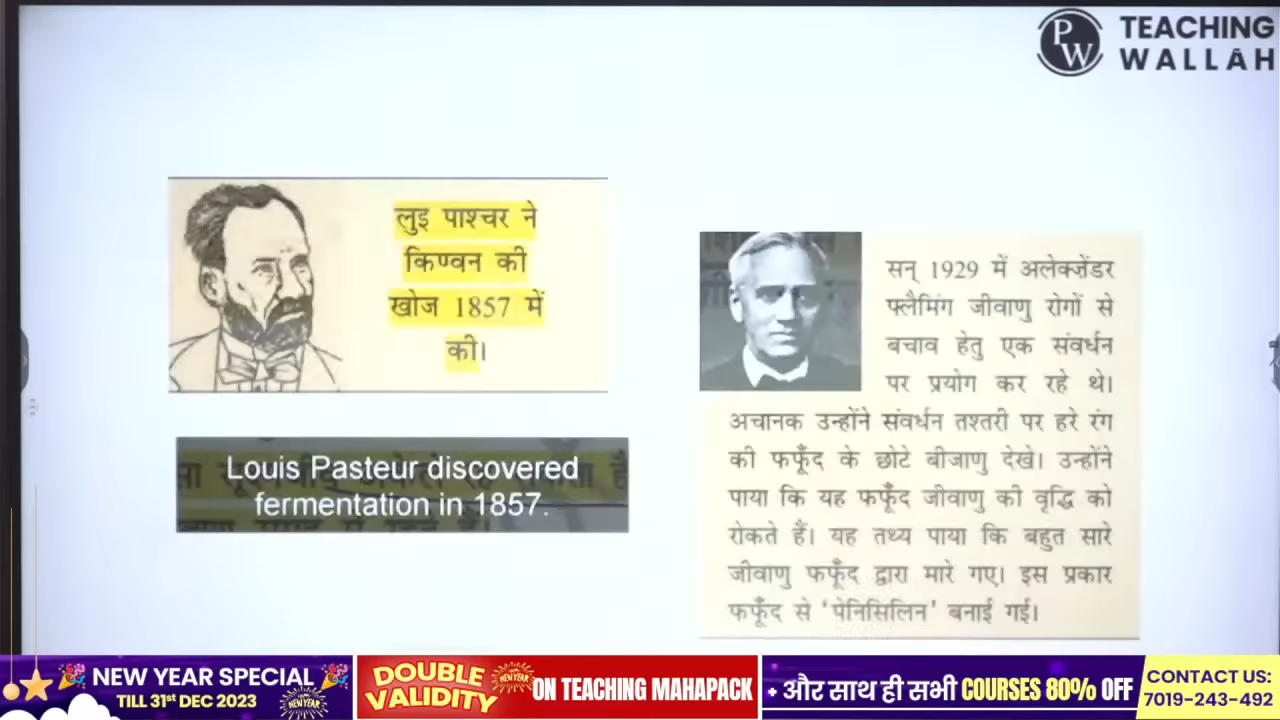 TEACHING
WALLAH
लुइ पाश्चर ने
किण्वन की
खोज 1857 में
की।
Louis Pasteur discovered
fermentation in 1857.
सन् 1929 में अलेक्ज़ेंडर
फ्लैमिंग जीवाणु रोगों से
बचाव हेतु एक संवर्धन
पर प्रयोग कर रहे थे।
अचानक उन्होंने संवर्धन तश्तरी पर हरे रंग
की फफूँद के छोटे बीजाणु देखे। उन्होंने
पाया कि यह फफूँद जीवाणु की वृद्धि को
रोकते हैं। यह तथ्य पाया कि बहुत सारे
जीवाणु फफूँद द्वारा मारे गए। इस प्रकार
फफूँद से 'पेनिसिलिन' बनाई गई।
NEW YEAR SPECIAL
TILL 31st DEC 2023
DOUBLE
VALIDITY
ON TEACHING MAHAPACK
+ और साथ ही सभी COURSES 80% OFF
CONTACT US:
7019-243-492